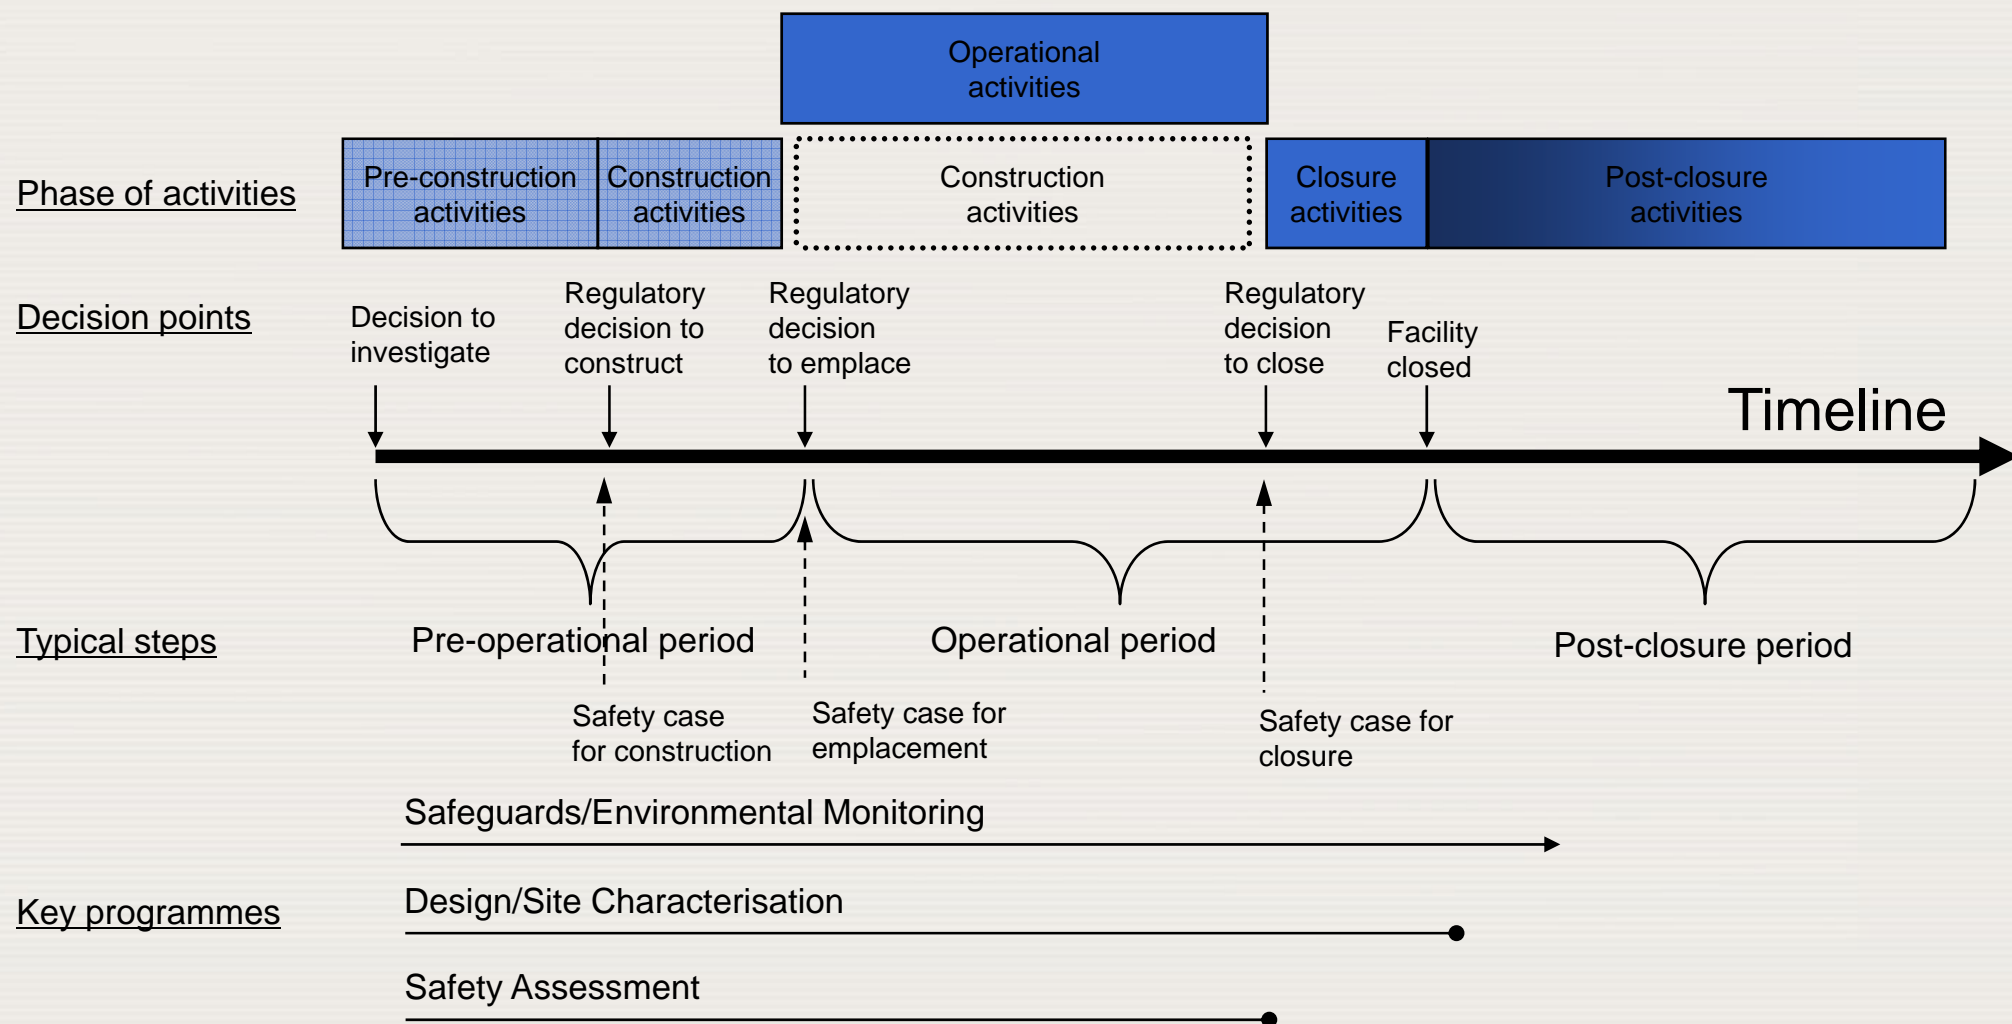 Operational
activities
Phase of activities
Pre-construction
activities
Construction
activities
Construction
activities
Closure
activities
Post-closure
activities
Decision points
Decision to
investigate
Regulatory
decision to
construct
Regulatory
decision
to emplace
Regulatory
decision
to close
Facility
closed
Timeline
Typical steps
Pre-operational period
Operational period
Post-closure period
Safety case
for construction
Safety case for
emplacement
Safety case for
closure
Key programmes
Safeguards/Environmental Monitoring
Design/Site Characterisation
Safety Assessment